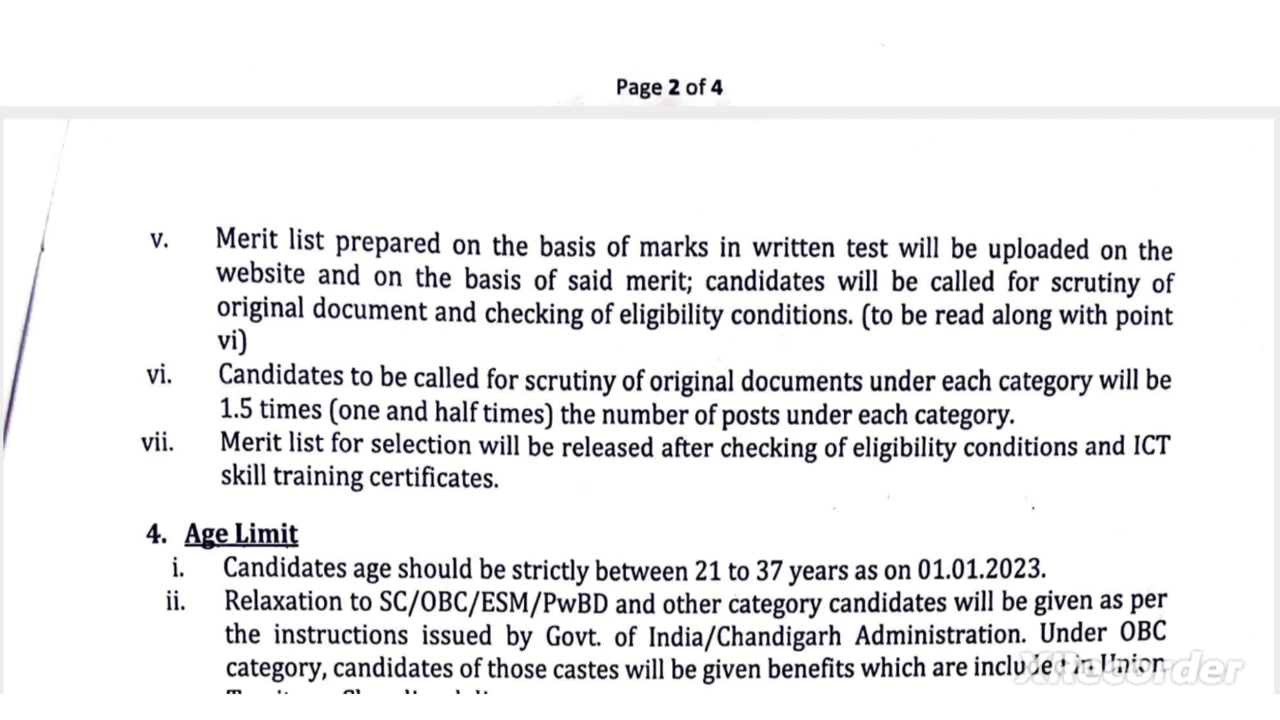 Page 2 of 4
v. Merit list prepared on the basis of marks in written test will be uploaded on the
website and on the basis of said merit; candidates will be called for scrutiny of
original document and checking of eligibility conditions. (to be read along with point
vi)
vi. Candidates to be called for scrutiny of original documents under each category will be
1.5 times (one and half times) the number of posts under each category.
vii. Merit list for selection will be released after checking of eligibility conditions and ICT
skill training certificates.
4. Age Limit
i. Candidates age should be strictly between 21 to 37 years as on 01.01.2023.
ii. Relaxation to SC/OBC/ESM/PwBD and other category candidates will be given as per
the instructions issued by Govt. of India/Chandigarh Administration. Under OBC
category, candidates of those castes will be given benefits which are included in Union
XRecorder